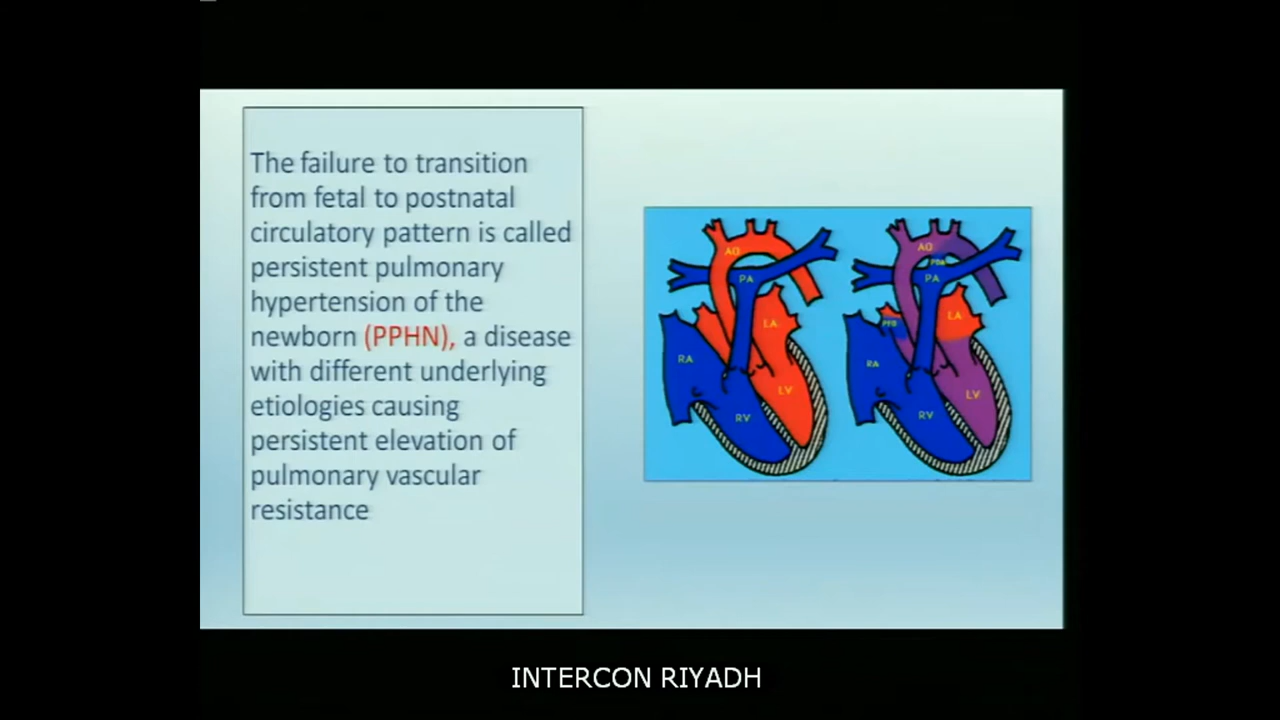 The failure to transition
from fetal to postnatal
circulatory pattern is called
persistent pulmonary
hypertension of the
newborn (PPHN), a disease
with different underlying
etiologies causing
persistent elevation of
pulmonary vascular
resistance
AO
PA
LA
RA
LV
RV
AO
PDA
PA
LA
PFO
RA
LV
RV
INTERCON RIYADH